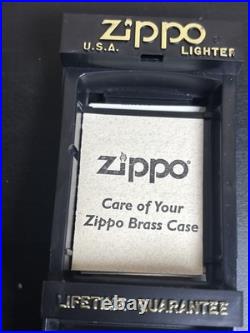 zippo
U.S.A. LIGHTER
zippo
Care of Your
Zippo Brass Case
LIFETIME GUARANTEE